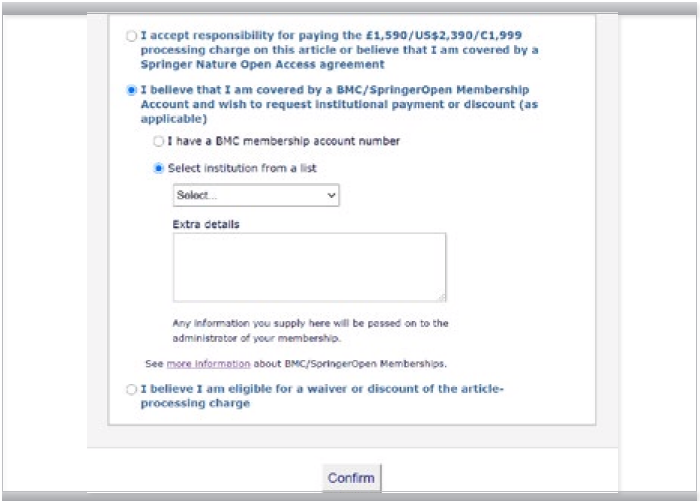 I accept responsibility for paying the £1,590/US$2,390/C1,999
processing charge on this article or believe that I am covered by a
Springer Nature Open Access agreement
I believe that I am covered by a BMC/SpringerOpen Membership
Account and wish to request institutional payment or discount (as
applicable)
I have a BMC membership account number
Select institution from a list
Select...
Extra details
Any information you supply here will be passed on to the
administrator of your membership.
See more information about BMC/SpringerOpen Memberships.
I believe I am eligible for a waiver or discount of the article-
processing charge
Confirm